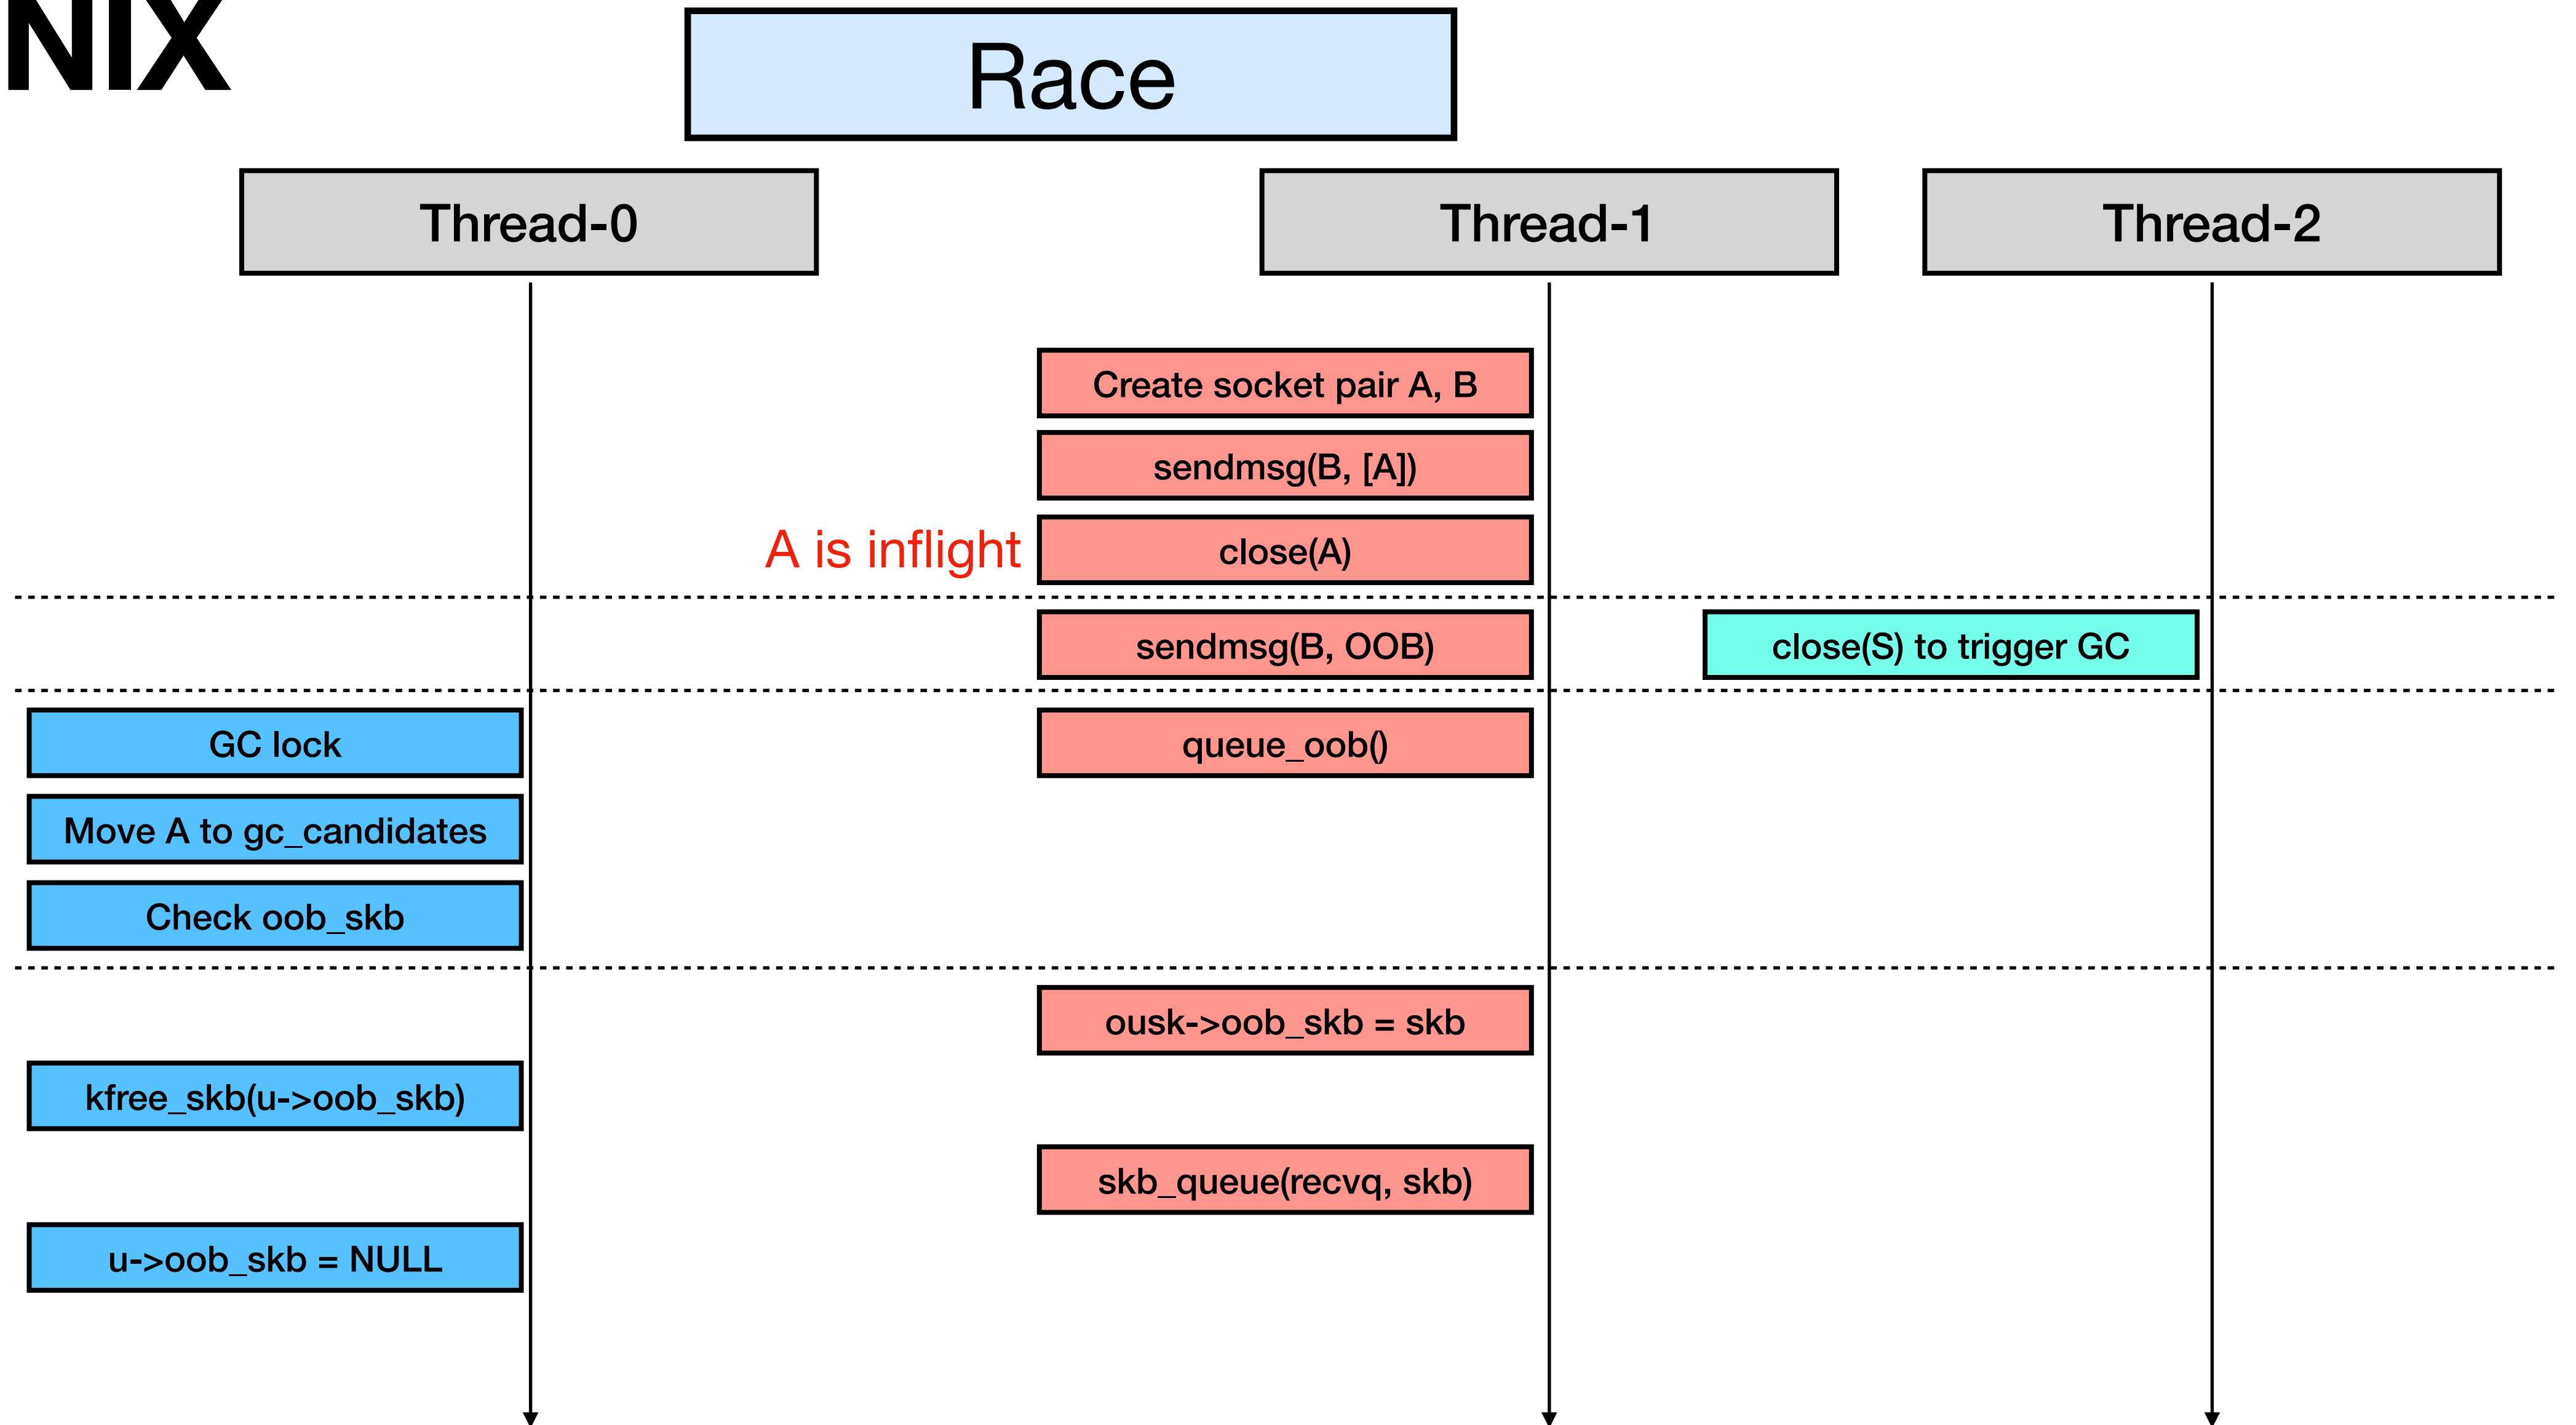 NIX
Race
Thread-0
Thread-1
Thread-2
Create socket pair A, B
sendmsg(B, [A])
A is inflight
close(A)
sendmsg(B, OOB)
close(S) to trigger GC
GC lock
queue_oob()
Move A to gc_candidates
Check oob_skb
ousk->oob_skb = skb
kfree_skb(u->oob_skb)
skb_queue(recvq, skb)
u->oob_skb = NULL